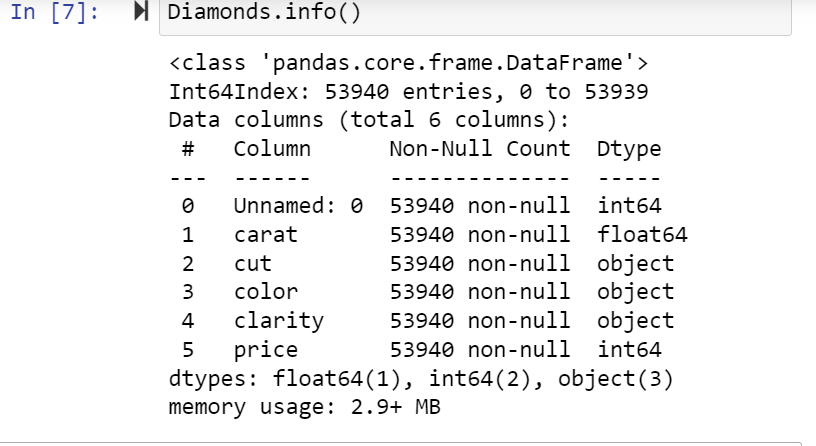 In [7]: Diamonds.info()
<class 'pandas.core.frame.DataFrame'>
Int64Index: 53940 entries, 0 to 53939
Data columns (total 6 columns):
 #   Column      Non-Null Count  Dtype
---  ------      --------------  -----
 0   Unnamed: 0  53940 non-null  int64
 1   carat       53940 non-null  float64
 2   cut         53940 non-null  object
 3   color       53940 non-null  object
 4   clarity     53940 non-null  object
 5   price       53940 non-null  int64
dtypes: float64(1), int64(2), object(3)
memory usage: 2.9+ MB